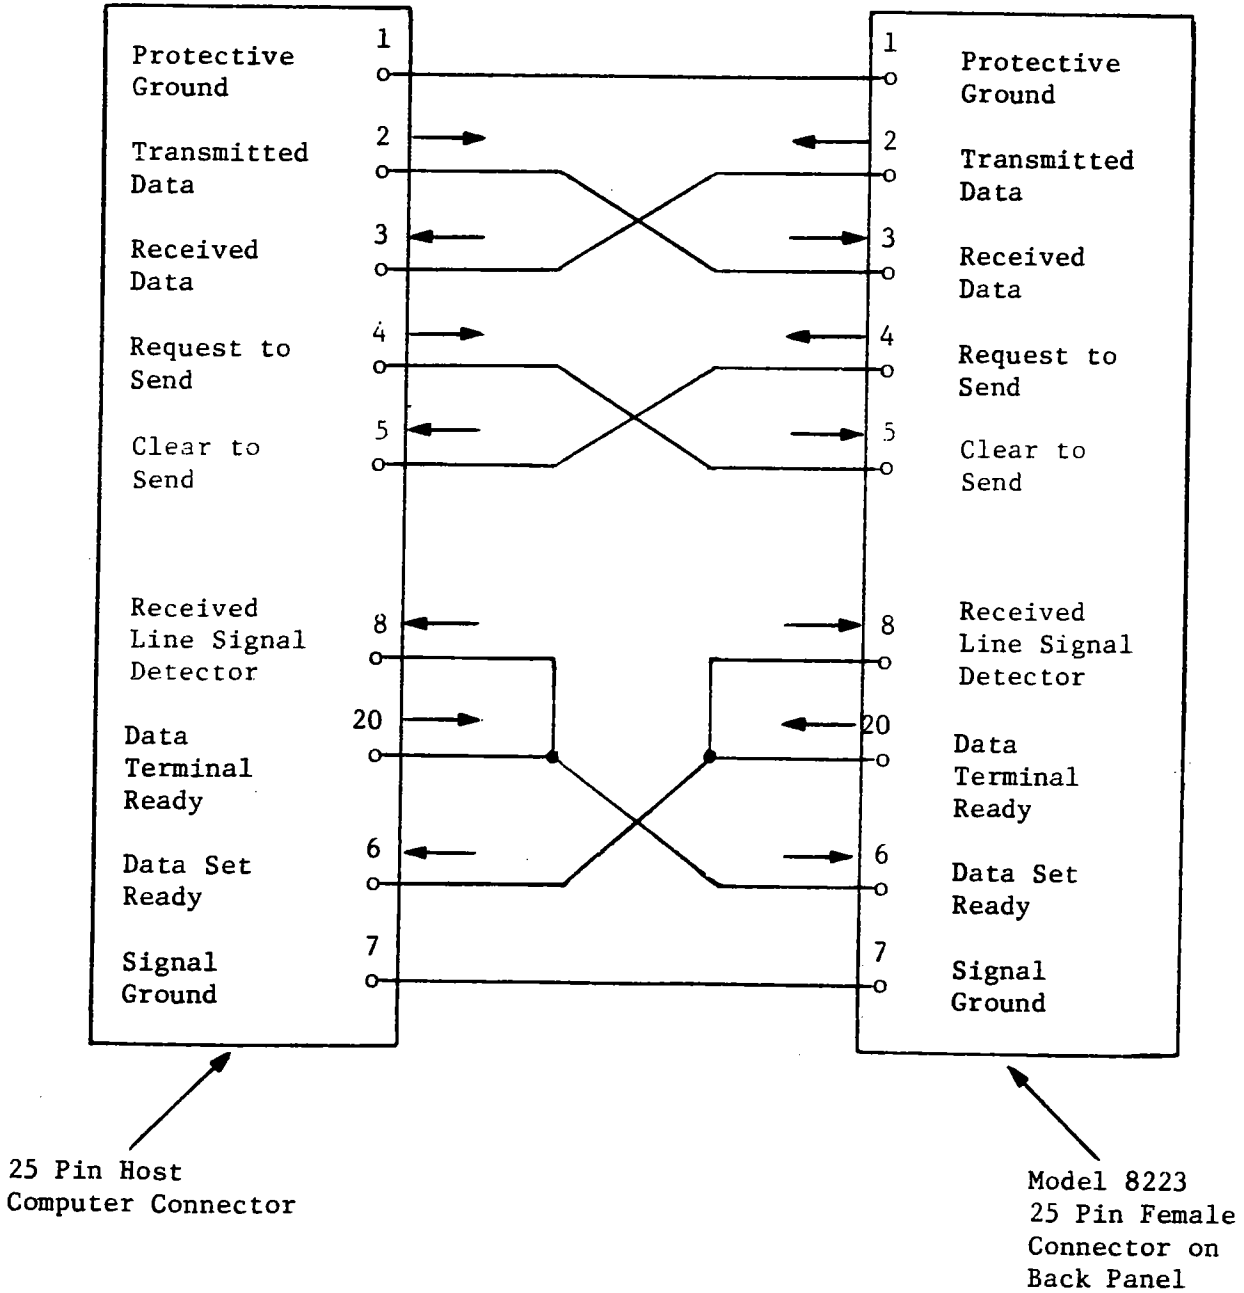 1
Protective
Ground
2
Transmitted
Data
3
Received
Data
4
Request to
Send
5
Clear to
Send
8
Received
Line Signal
Detector
20
Data
Terminal
Ready
6
Data Set
Ready
7
Signal
Ground
1
Protective
Ground
2
Transmitted
Data
3
Received
Data
4
Request to
Send
5
Clear to
Send
8
Received
Line Signal
Detector
20
Data
Terminal
Ready
6
Data Set
Ready
7
Signal
Ground
25 Pin Host
Computer Connector
Model 8223
25 Pin Female
Connector on
Back Panel